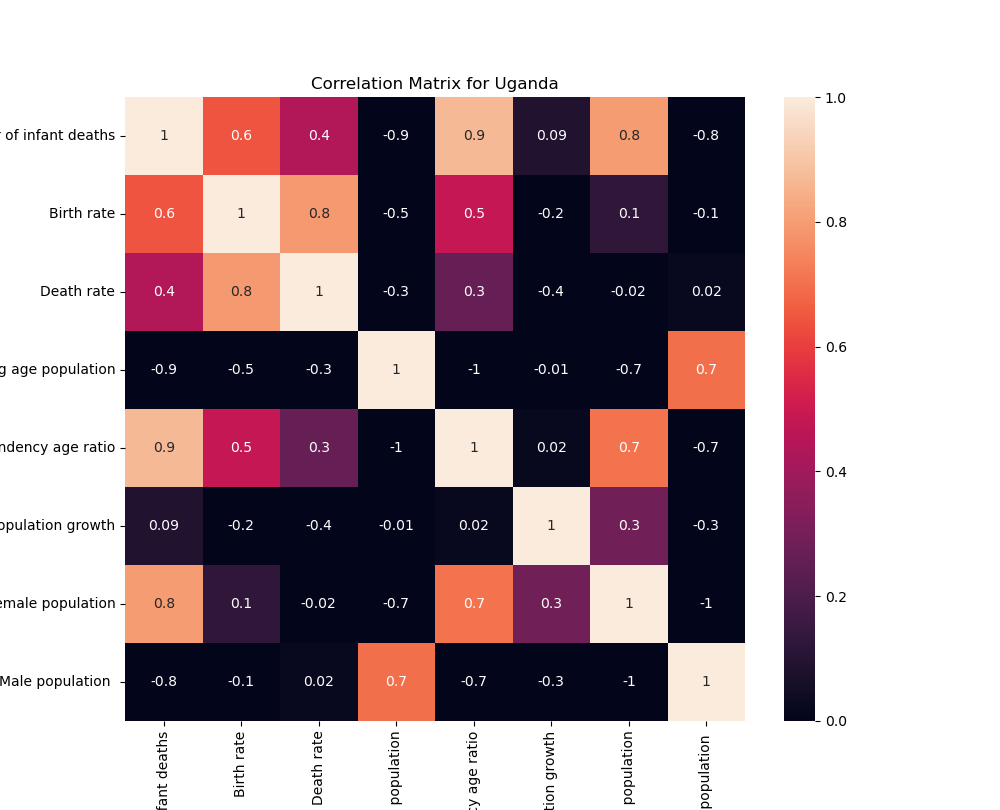 Correlation Matrix for Uganda
of infant deaths 1 0.6 0.4 -0.9 0.9 0.09 0.8 -0.8
Birth rate 0.6 1 0.8 -0.5 0.5 -0.2 0.1 -0.1
Death rate 0.4 0.8 1 -0.3 0.3 -0.4 -0.02 0.02
g age population -0.9 -0.5 -0.3 1 -1 -0.01 -0.7 0.7
ndency age ratio 0.9 0.5 0.3 -1 1 0.02 0.7 -0.7
opulation growth 0.09 -0.2 -0.4 -0.01 0.02 1 0.3 -0.3
emale population 0.8 0.1 -0.02 -0.7 0.7 0.3 1 -1
Male population -0.8 -0.1 0.02 0.7 -0.7 -0.3 -1 1
fant deaths
Birth rate
Death rate
population
cy age ratio
tion growth
population
population
1.0
0.8
0.6
0.4
0.2
0.0